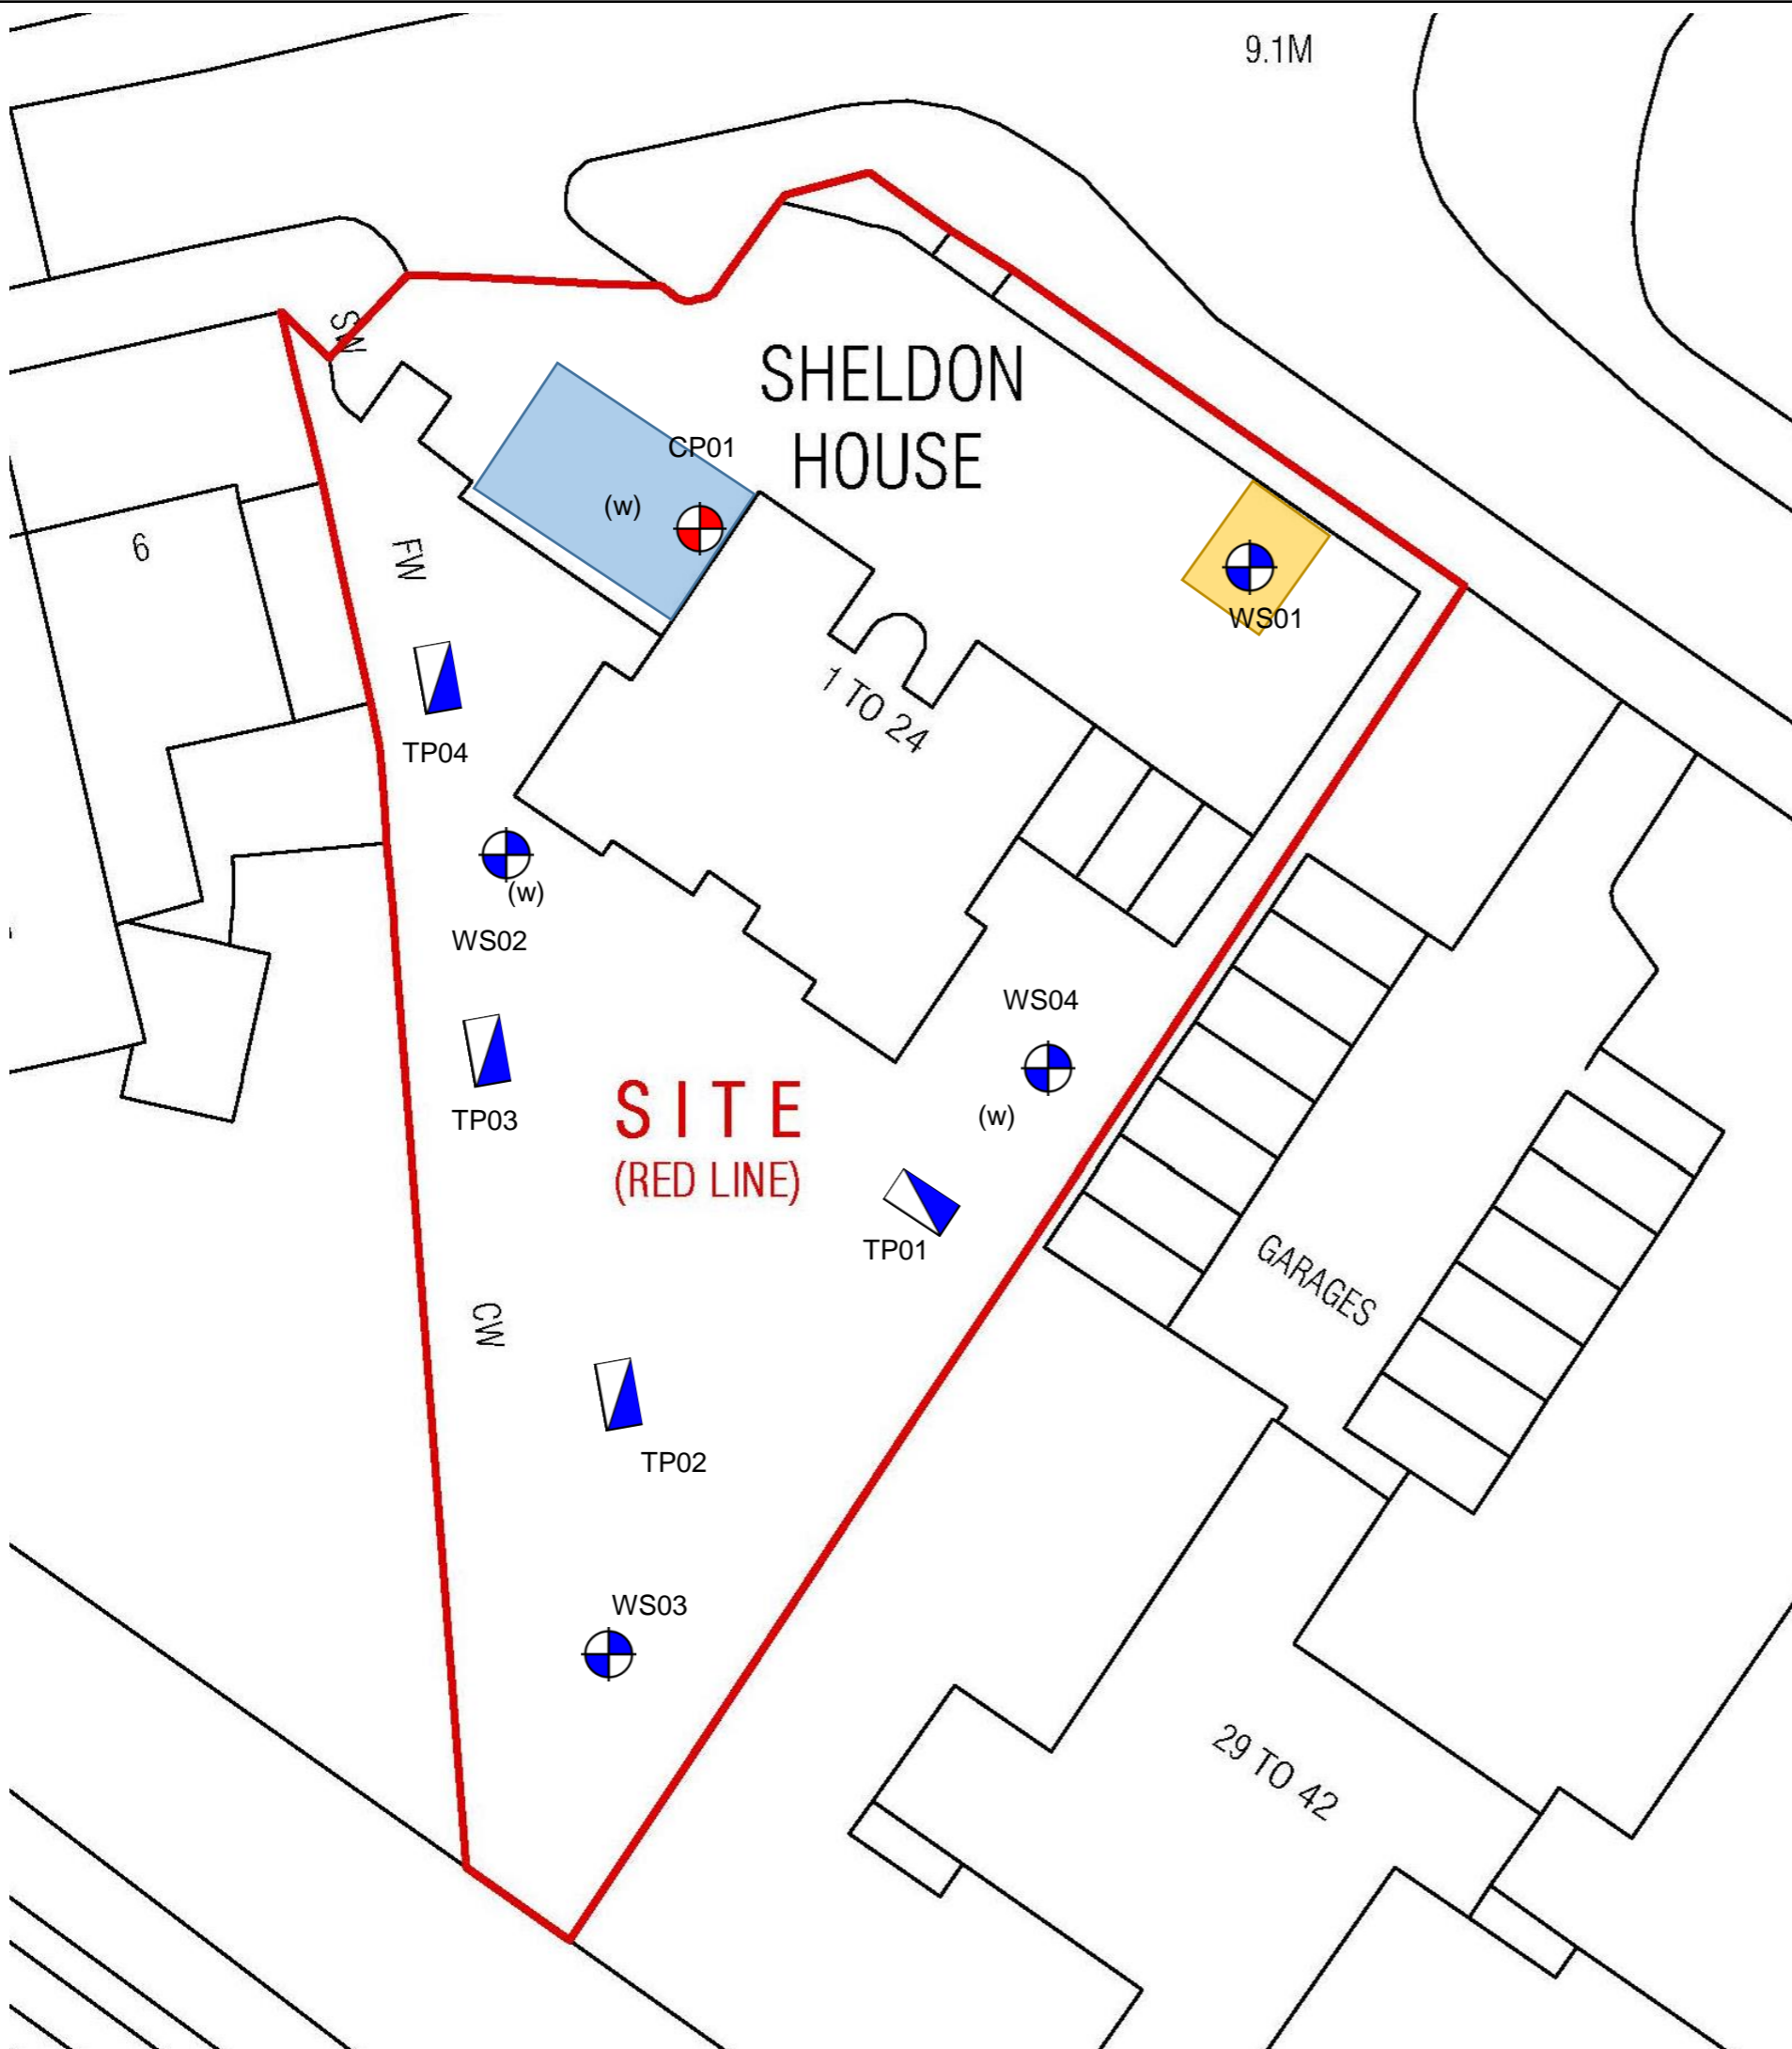 9.1M
SW
SHELDON
HOUSE
CP01
(w)
6
FW
WS01
1 TO 24
TP04
(w)
WS02
WS04
SITE
TP03
(w)
(RED LINE)
TP01
GARAGES
CW
TP02
WS03
29 TO 42